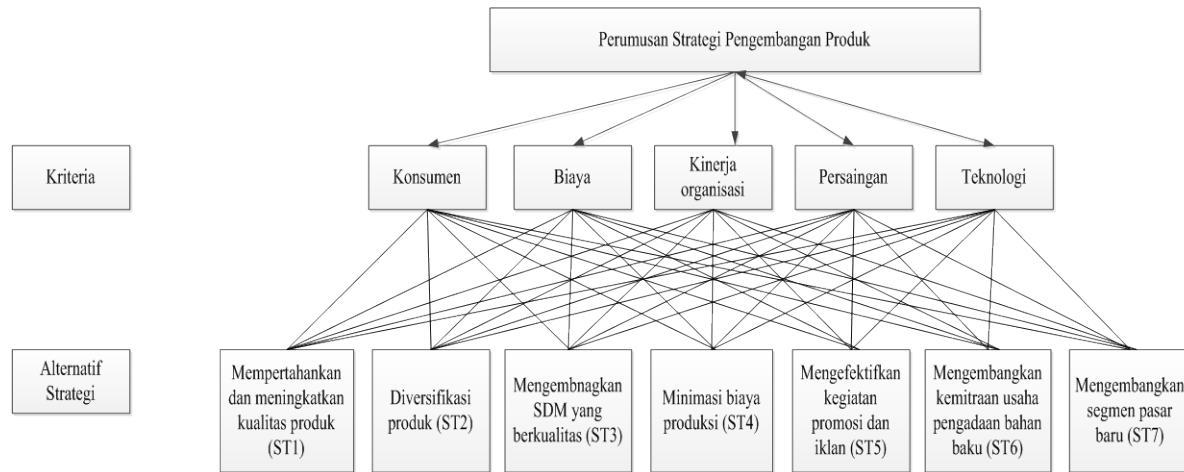 Perumusan Strategi Pengembangan Produk
Kriteria
Konsumen
Biaya
Kinerja
organisasi
Persaingan
Teknologi
Alternatif
Strategi
Mempertahankan
dan meningkatkan
kualitas produk
(ST1)
Diversifikasi
produk (ST2)
Mengembnagkan
SDM yang
berkualitas (ST3)
Minimasi biaya
produksi (ST4)
Mengefektifkan
kegiatan
promosi dan
iklan (ST5)
Mengembangkan
kemitraan usaha
pengadaan bahan
baku (ST6)
Mengembangkan
segmen pasar
baru (ST7)